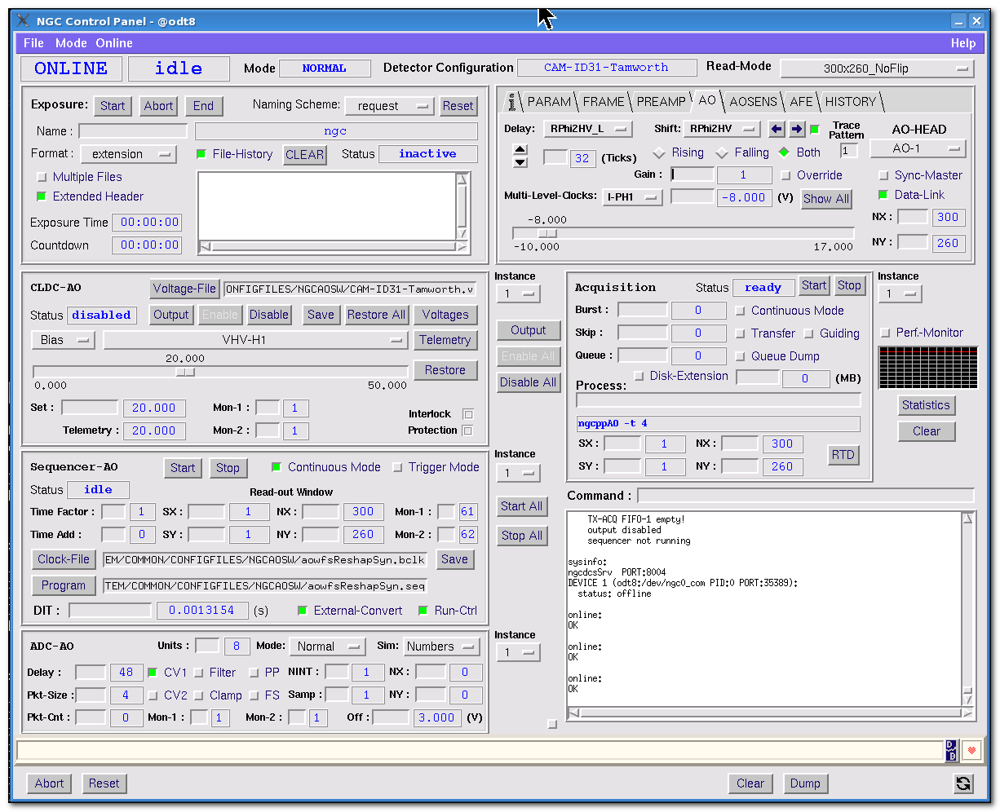 NGC Control Panel - @odt8
File Mode Online Help
ONLINE idle Mode NORMAL Detector Configuration CAM-ID31-Tamworth Read-Mode 300x260_NoFlip
Exposure: Start Abort End Naming Scheme: request Reset
Name : ngc
Format : extension File-History CLEAR Status inactive
Multiple Files
Extended Header
Exposure Time 00:00:00
Countdown 00:00:00
i PARAM FRAME PREAMP AO AOSENS AFE HISTORY
Delay: RPhi2HV_L Shift: RPhi2HV Trace Pattern AO-HEAD
32 (Ticks) Rising Falling Both 1 AO-1
Gain : 1 Override Sync-Master
Multi-Level-Clocks: I-PH1 -8.000 (V) Show All Data-Link
-8.000 NX : 300
-10.000 17.000 NY : 260
CLDC-AO Voltage-File ONFIGFILES/NGCAOSW/CAM-ID31-Tamworth.v
Status disabled Output Enable Disable Save Restore All Voltages
Bias VHV-H1 Telemetry
20.000
0.000 50.000 Restore
Set : 20.000 Mon-1 : 1 Interlock
Telemetry : 20.000 Mon-2 : 1 Protection
Instance
1
Output
Enable All
Disable All
Acquisition Status ready Start Stop
Burst : 0 Continuous Mode
Skip : 0 Transfer Guiding
Queue : 0 Queue Dump
Process: Disk-Extension 0 (MB)
ngcppAO -t 4
SX : 1 NX : 300
SY : 1 NY : 260 RTD
Instance
1
Perf.-Monitor
Statistics
Clear
Sequencer-AO Start Stop Continuous Mode Trigger Mode
Status idle Read-out Window
Time Factor : 1 SX : 1 NX : 300 Mon-1 : 61
Time Add : 0 SY : 1 NY : 260 Mon-2 : 62
Clock-File EM/COMMON/CONFIGFILES/NGCAOSW/aowfsReshapSyn.bclk Save
Program TEM/COMMON/CONFIGFILES/NGCAOSW/aowfsReshapSyn.seq
DIT : 0.0013154 (s) External-Convert Run-Ctrl
Instance
1
Start All
Stop All
Command :
TX-ACQ FIFO-1 empty!
output disabled
sequencer not running
sysinfo:
ngcdcsSrv PORT:8004
DEVICE 1 (odt8:/dev/ngc0_com PID:0 PORT:35389):
status: offline
online:
OK
online:
OK
online:
OK
ADC-AO Units : 8 Mode: Normal Sim: Numbers
Delay : 48 CV1 Filter PP NINT : 1 NX : 0
Pkt-Size : 4 CV2 Clamp FS Samp : 1 NY : 0
Pkt-Cnt : 0 Mon-1 : 1 Mon-2 : 1 Off : 3.000 (V)
Instance
1
D
B
Abort Reset Clear Dump